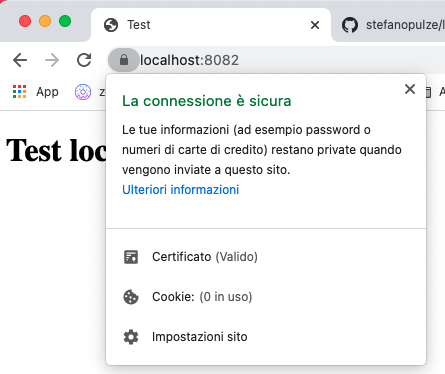 Test
stefanopulze/l
localhost:8082
App
z
A
Test loc
La connessione è sicura
Le tue informazioni (ad esempio password o
numeri di carte di credito) restano private quando
vengono inviate a questo sito.
Ulteriori informazioni
Certificato (Valido)
Cookie: (0 in uso)
Impostazioni sito